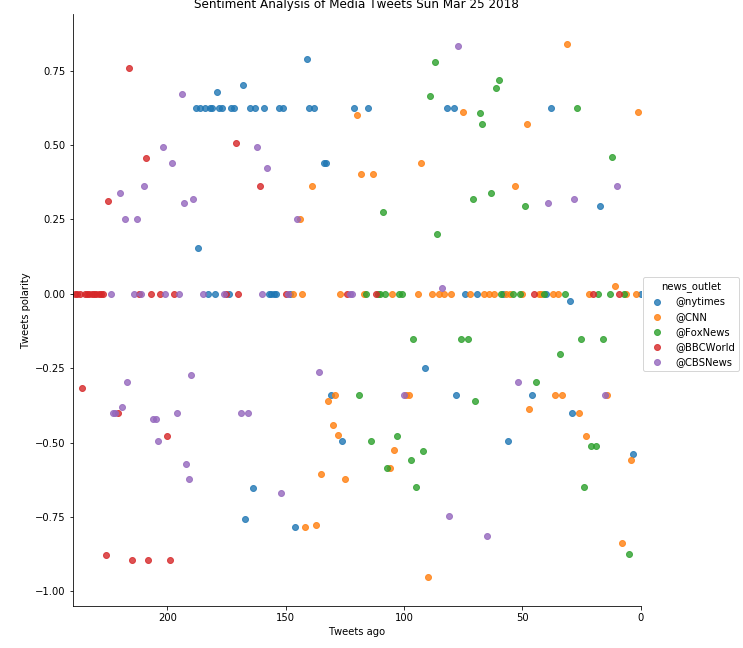 Sentiment Analysis of Media Tweets Sun Mar 25 2018
0.75
0.50
0.25
0.00
−0.25
−0.50
−0.75
−1.00
Tweets polarity
200
150
100
50
0
Tweets ago
news_outlet
@nytimes
@CNN
@FoxNews
@BBCWorld
@CBSNews